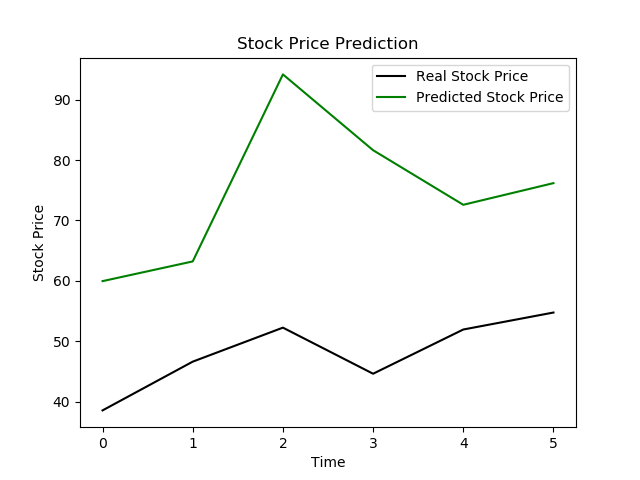 Stock Price Prediction
Real Stock Price
Predicted Stock Price
90
80
70
60
50
40
Stock Price
0 1 2 3 4 5
Time